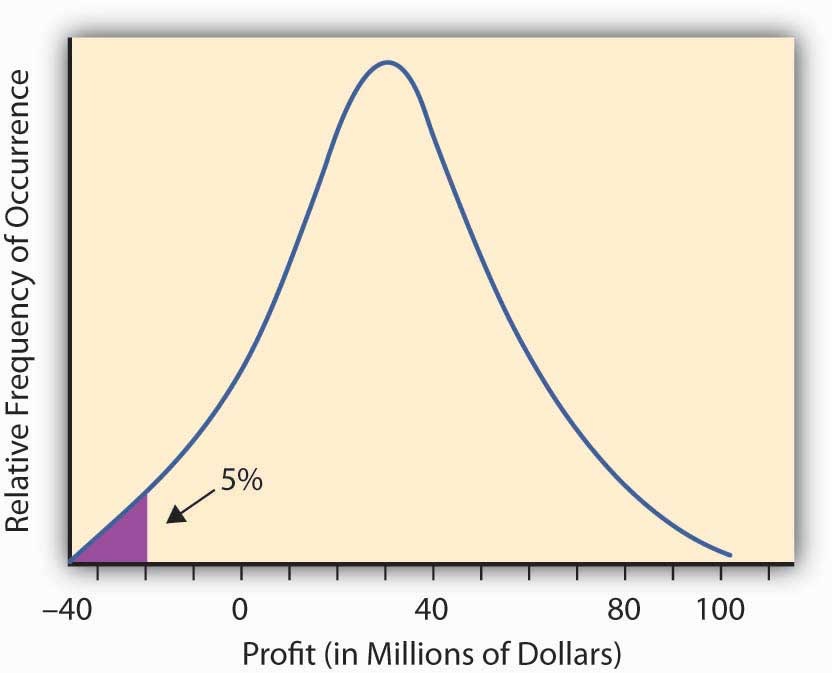 Relative Frequency of Occurrence
5%
–40 0 40 80 100
Profit (in Millions of Dollars)